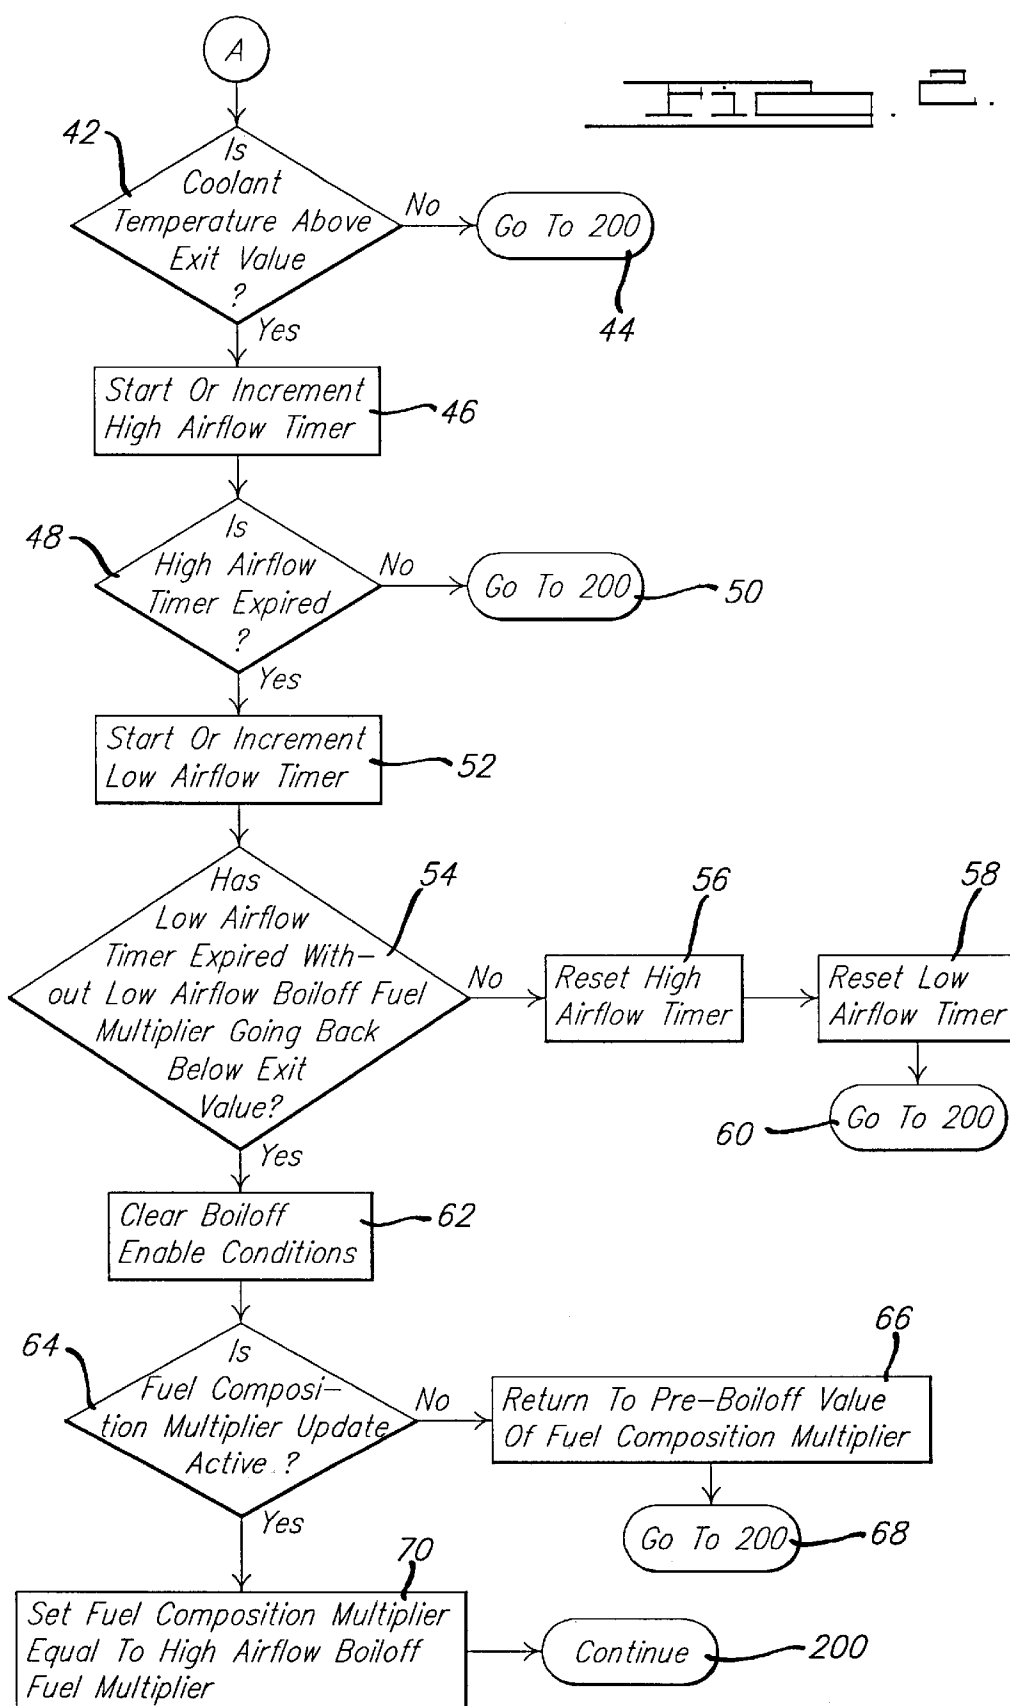 A
42
Is
Coolant
Temperature Above
Exit Value
?
No
Go To 200
44
Yes
Start Or Increment
High Airflow Timer
46
48
Is
High Airflow
Timer Expired
?
No
Go To 200
50
Yes
Start Or Increment
Low Airflow Timer
52
54
Has
Low Airflow
Timer Expired With-
out Low Airflow Boiloff Fuel
Multiplier Going Back
Below Exit
Value?
No
56
Reset High
Airflow Timer
58
Reset Low
Airflow Timer
60
Go To 200
Yes
Clear Boiloff
Enable Conditions
62
64
Is
Fuel Composi-
tion Multiplier Update
Active ?
No
66
Return To Pre-Boiloff Value
Of Fuel Composition Multiplier
Go To 200
68
Yes
70
Set Fuel Composition Multiplier
Equal To High Airflow Boiloff
Fuel Multiplier
Continue
200